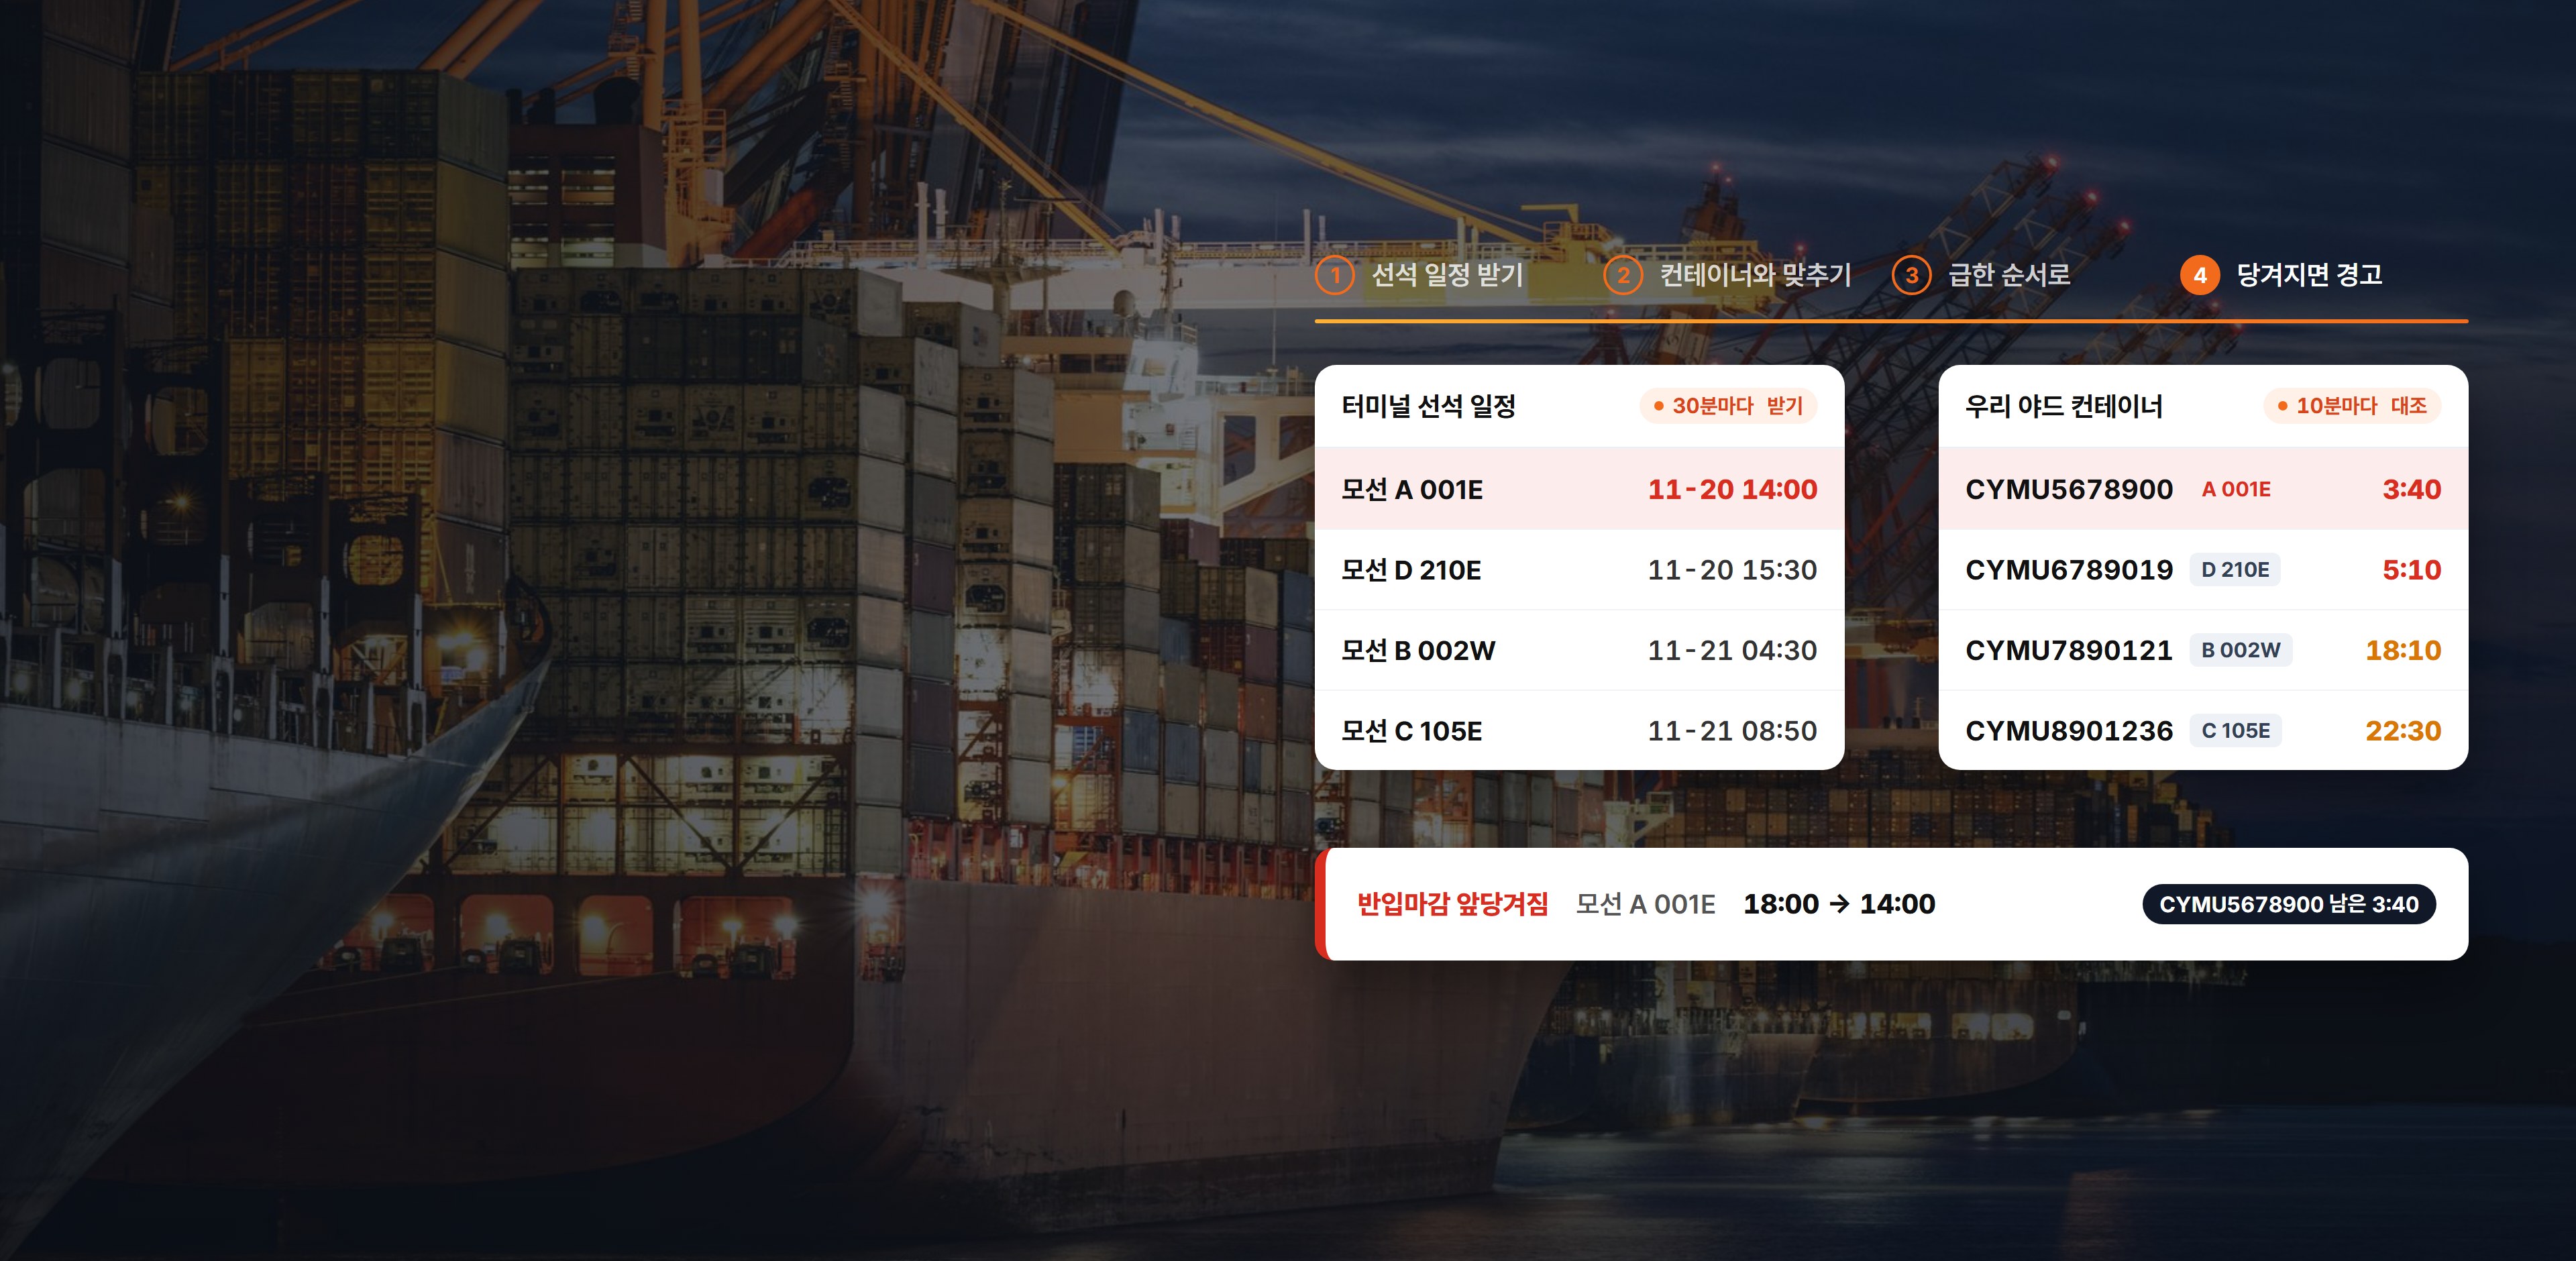 1 선석 일정 받기 2 컨테이너와 맞추기 3 급한 순서로 4 당겨지면 경고
터미널 선석 일정 30분마다 받기
모선 A 001E 11-20 14:00
모선 D 210E 11-20 15:30
모선 B 002W 11-21 04:30
모선 C 105E 11-21 08:50
우리 야드 컨테이너 10분마다 대조
CYMU5678900 A 001E 3:40
CYMU6789019 D 210E 5:10
CYMU7890121 B 002W 18:10
CYMU8901236 C 105E 22:30
반입마감 앞당겨짐 모선 A 001E 18:00 → 14:00 CYMU5678900 남은 3:40